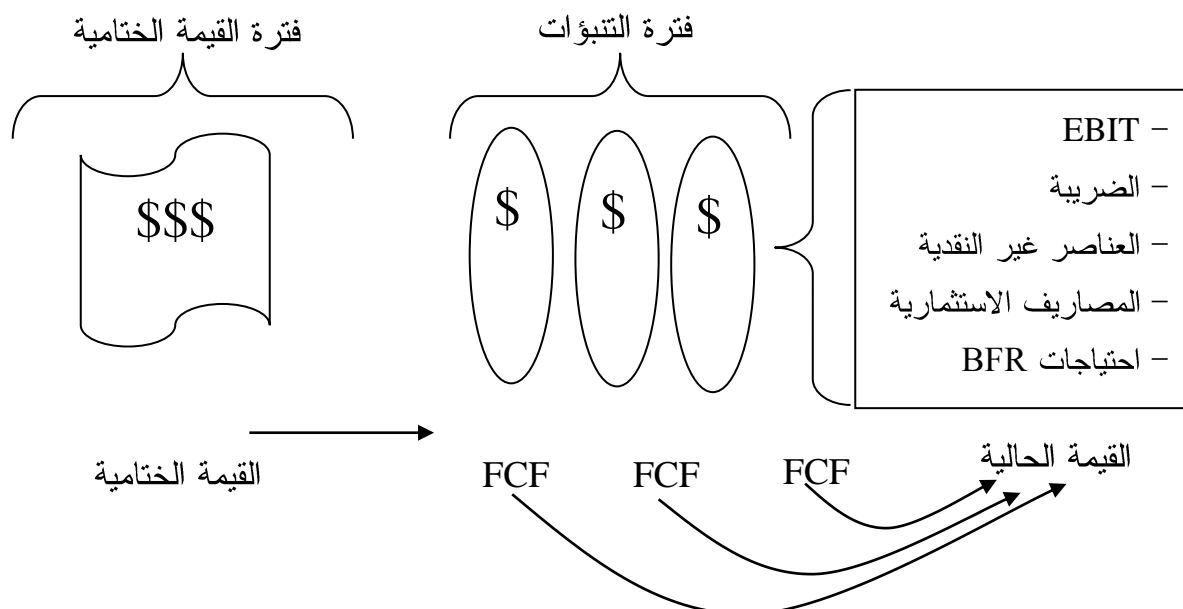 فترة التنبؤات
فترة القيمة الختامية
– EBIT
– الضريبة
– العناصر غير النقدية
– المصاريف الاستثمارية
– احتياجات BFR
$
$
$
$$$
القيمة الحالية
FCF
FCF
FCF
القيمة الختامية